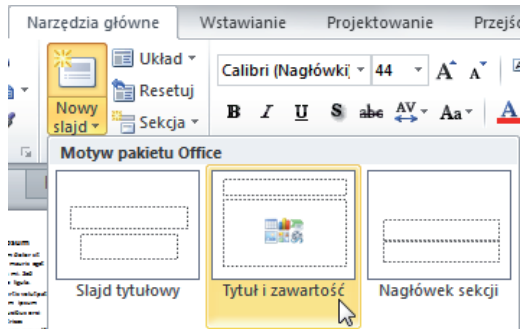 Narzędzia główne Wstawianie Projektowanie Przejś
Układ
Calibri (Nagłówki) 44 A A
Resetuj
Nowy slajd
Sekcja
B I U S abc AV Aa A
Motyw pakietu Office
Slajd tytułowy Tytuł i zawartość Nagłówek sekcji